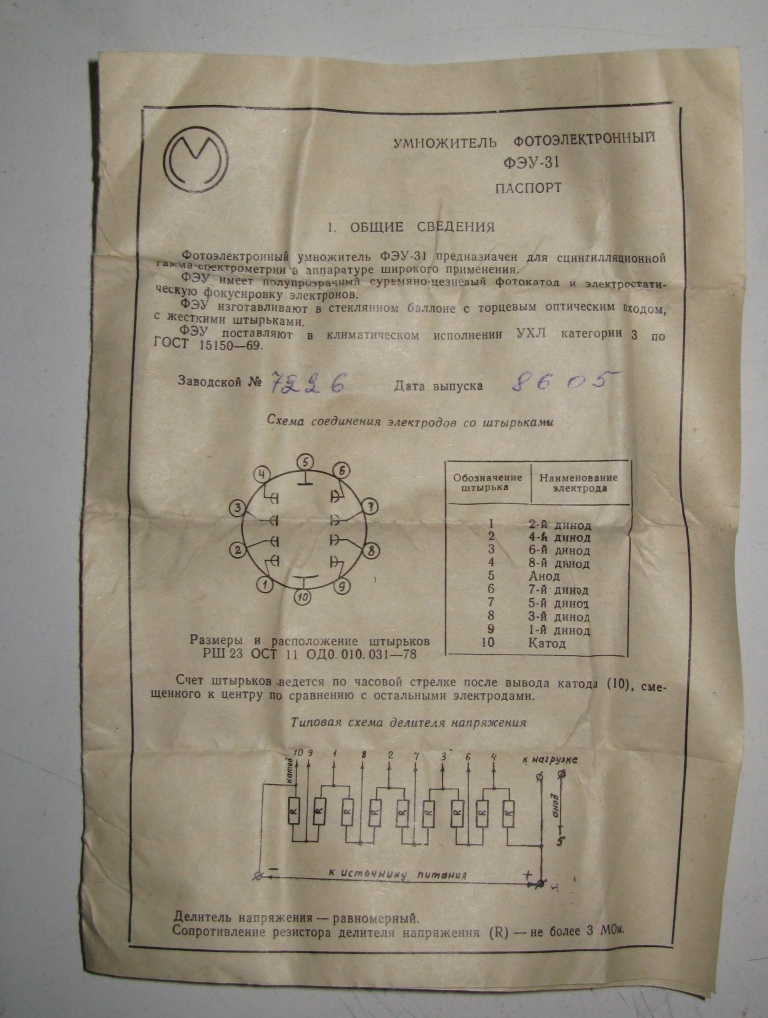 УМНОЖИТЕЛЬ ФОТОЭЛЕКТРОННЫЙ
ФЭУ-31
ПАСПОРТ
1. ОБЩИЕ СВЕДЕНИЯ
Фотоэлектронный умножитель ФЭУ-31 предназначен для сцинтилляционной
гамма-спектрометрии в аппаратуре широкого применения.
ФЭУ имеет полупрозрачный сурьмяно-цезиевый фотокатод и электростати-
ческую фокусировку электронов.
ФЭУ изготавливают в стеклянном баллоне с торцевым оптическим входом,
с жесткими штырьками.
ФЭУ поставляют в климатическом исполнении УХЛ категории 3 по
ГОСТ 15150—69.
Заводской № 7226 Дата выпуска 8605
Схема соединения электродов со штырьками
4 5 6
3 7
2 8
1 10 9
Обозначение штырька Наименование электрода
1 2-й динод
2 4-й динод
3 6-й динод
4 8-й динод
5 Анод
6 7-й динод
7 5-й динод
8 3-й динод
9 1-й динод
10 Катод
Размеры и расположение штырьков
РШ 23 ОСТ 11 ОД0.010.031—78
Счет штырьков ведется по часовой стрелке после вывода катода (10), сме-
щенного к центру по сравнению с остальными электродами.
Типовая схема делителя напряжения
катод 10 9 1 8 2 7 3 6 4 к нагрузке
R R R R R R R R R
анод
5
− к источнику питания +
Делитель напряжения — равномерный.
Сопротивление резистора делителя напряжения (R) — не более 3 МОм.